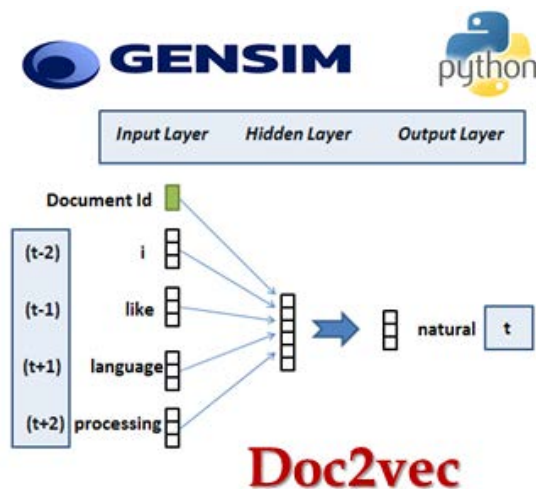 GENSIM
python
Input Layer Hidden Layer Output Layer
Document Id
(t-2) i
(t-1) like
natural t
(t+1) language
(t+2) processing
Doc2vec